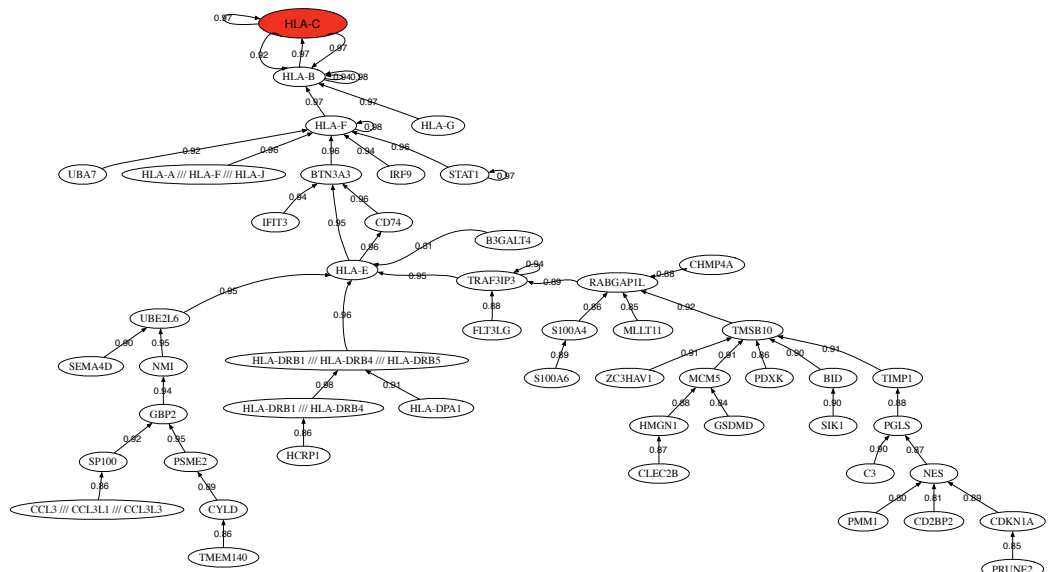 0.97
HLA-C
0.92
0.97
0.97
HLA-B
0.94
0.98
0.97
0.97
HLA-F
0.98
HLA-G
0.92
0.96
0.96
0.94
0.96
UBA7
HLA-A /// HLA-F /// HLA-J
BTN3A3
IRF9
STAT1
0.97
0.94
0.96
IFIT3
0.95
CD74
0.96
0.81
B3GALT4
HLA-E
0.95
0.94
TRAF3IP3
0.89
RABGAP1L
0.88
CHMP4A
0.95
0.96
0.88
0.86
0.85
0.92
UBE2L6
FLT3LG
S100A4
MLLT11
TMSB10
0.90
0.95
SEMA4D
NMI
HLA-DRB1 /// HLA-DRB4 /// HLA-DRB5
0.89
S100A6
0.91
0.91
0.86
0.90
0.91
ZC3HAV1
MCM5
PDXK
BID
TIMP1
0.94
0.98
0.91
GBP2
HLA-DRB1 /// HLA-DRB4
HLA-DPA1
0.88
0.84
0.90
0.88
HMGN1
GSDMD
SIK1
PGLS
0.92
0.95
0.86
0.87
0.90
0.87
SP100
PSME2
HCRP1
CLEC2B
C3
NES
0.86
0.89
0.80
0.81
0.89
CCL3 /// CCL3L1 /// CCL3L3
CYLD
PMM1
CD2BP2
CDKN1A
0.86
0.85
TMEM140
PRUNE2